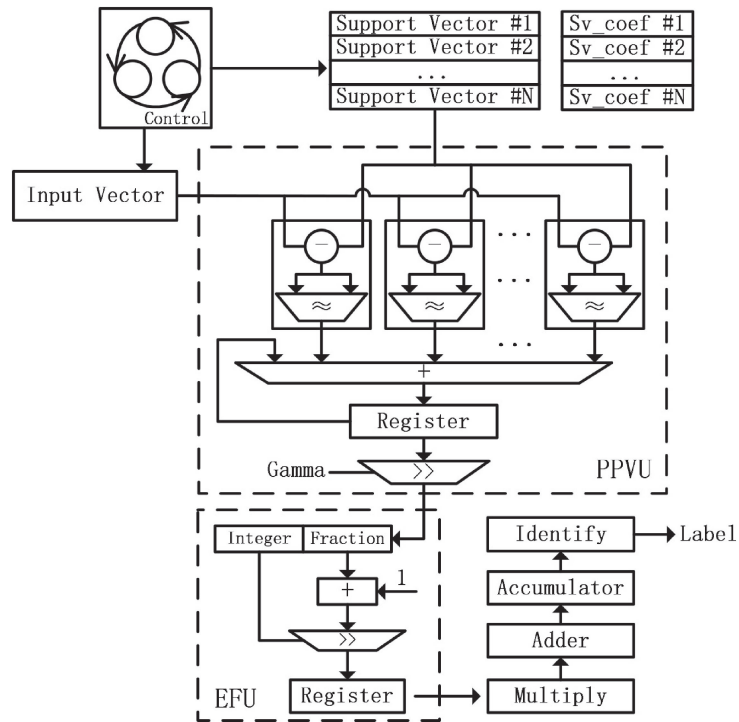 Support Vector #1
Support Vector #2
...
Support Vector #N
Sv_coef #1
Sv_coef #2
...
Sv_coef #N
Control
Input Vector
− − ... −
≈ ≈ ... ≈
...
+
Register
Gamma >> PPVU
Integer Fraction
+ 1
>>
Register
EFU
Identify Label
Accumulator
Adder
Multiply